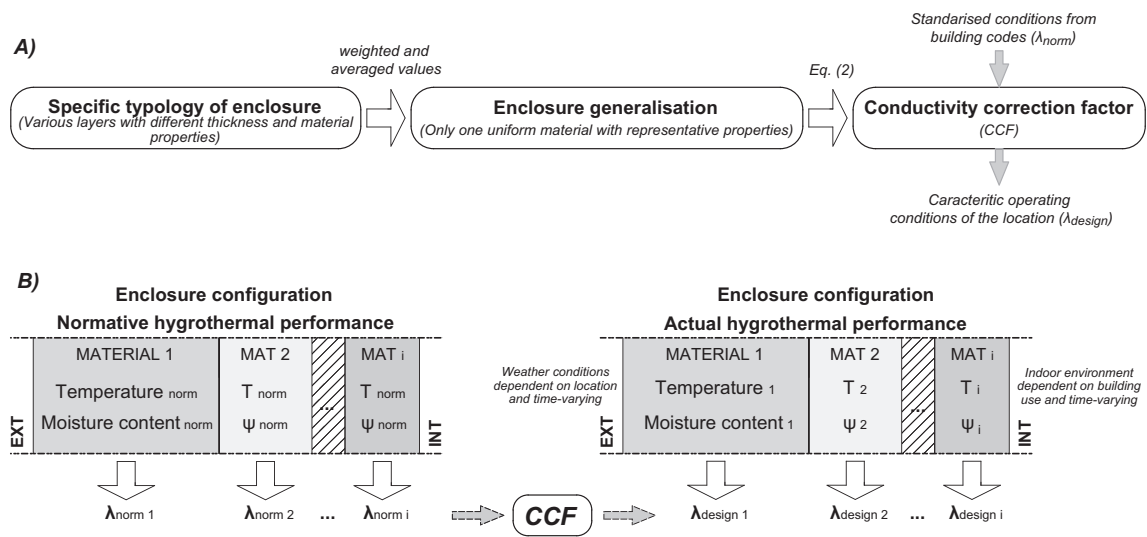 A)
weighted and
averaged values
Eq. (2)
Standarised conditions from
building codes (λnorm)
Specific typology of enclosure
(Various layers with different thickness and material
properties)
Enclosure generalisation
(Only one uniform material with representative properties)
Conductivity correction factor
(CCF)
Caracteritic operating
conditions of the location (λdesign)
B)
Enclosure configuration
Normative hygrothermal performance
EXT
MATERIAL 1
Temperature norm
Moisture content norm
MAT 2
T norm
ψ norm
...
MAT i
T norm
ψ norm
INT
λnorm 1
λnorm 2
...
λnorm i
CCF
Enclosure configuration
Actual hygrothermal performance
Weather conditions
dependent on location
and time-varying
EXT
MATERIAL 1
Temperature 1
Moisture content 1
MAT 2
T 2
ψ 2
...
MAT i
T i
ψ i
INT
Indoor environment
dependent on building
use and time-varying
λdesign 1
λdesign 2
...
λdesign i